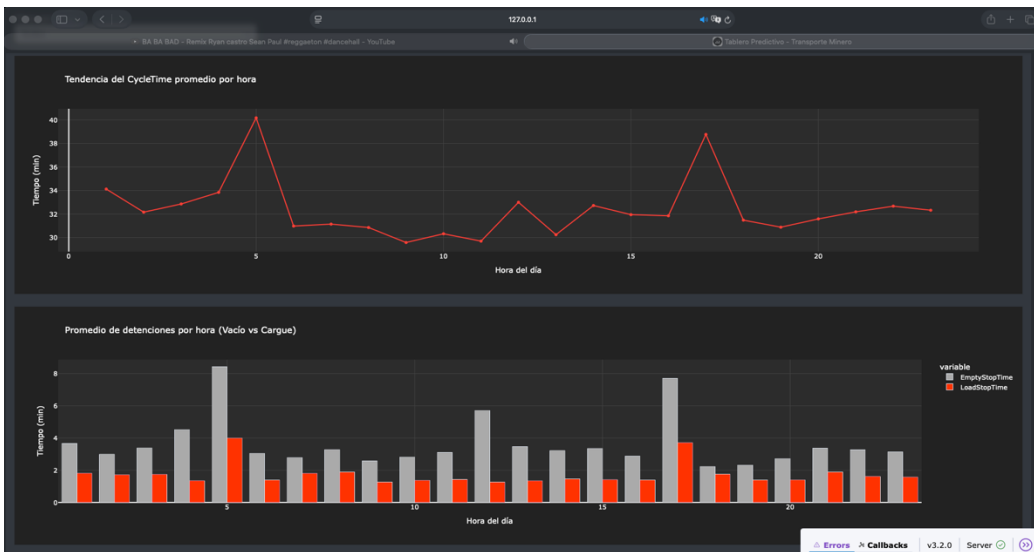 127.0.0.1
BA BA BAD - Remix Ryan castro Sean Paul #reggaeton #dancehall - YouTube
Tablero Predictivo - Transporte Minero
Tendencia del CycleTime promedio por hora
Tiempo (min)
40
38
36
34
32
30
0 5 10 15 20
Hora del día
Promedio de detenciones por hora (Vacío vs Cargue)
variable
EmptyStopTime
LoadStopTime
Tiempo (min)
8
6
4
2
0
5 10 15 20
Hora del día
Errors Callbacks v3.2.0 Server